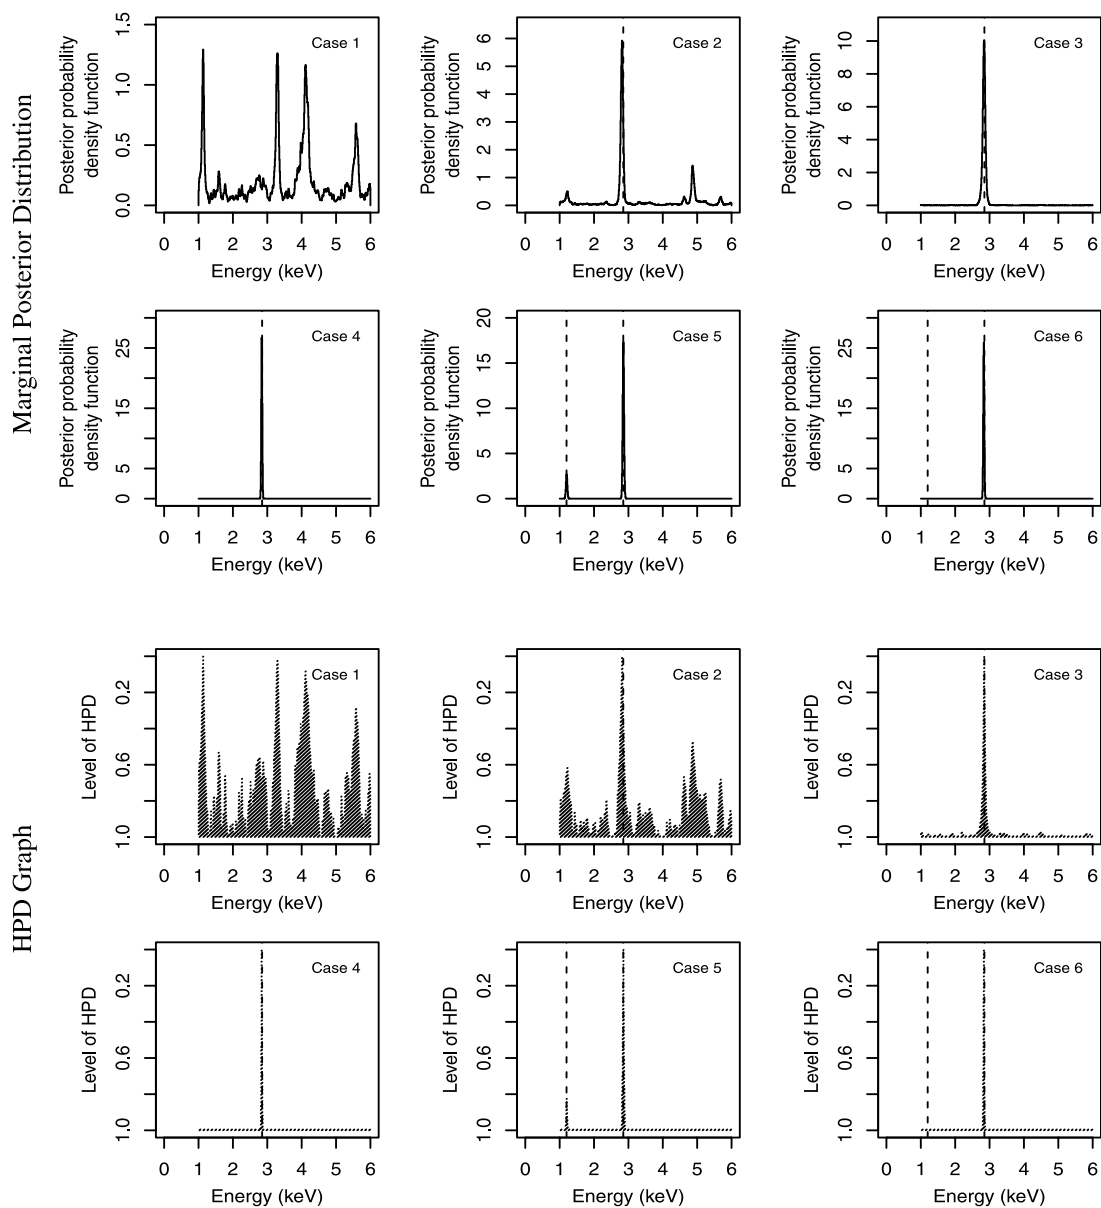 Marginal Posterior Distribution
Posterior probability
density function
0.0 0.5 1.0 1.5
Case 1
0 1 2 3 4 5 6
Energy (keV)
Posterior probability
density function
0 1 2 3 4 5 6
Case 2
0 1 2 3 4 5 6
Energy (keV)
Posterior probability
density function
0 2 4 6 8 10
Case 3
0 1 2 3 4 5 6
Energy (keV)
Posterior probability
density function
0 5 15 25
Case 4
0 1 2 3 4 5 6
Energy (keV)
Posterior probability
density function
0 5 10 15 20
Case 5
0 1 2 3 4 5 6
Energy (keV)
Posterior probability
density function
0 5 15 25
Case 6
0 1 2 3 4 5 6
Energy (keV)
HPD Graph
Level of HPD
1.0 0.6 0.2
Case 1
0 1 2 3 4 5 6
Energy (keV)
Level of HPD
1.0 0.6 0.2
Case 2
0 1 2 3 4 5 6
Energy (keV)
Level of HPD
1.0 0.6 0.2
Case 3
0 1 2 3 4 5 6
Energy (keV)
Level of HPD
1.0 0.6 0.2
Case 4
0 1 2 3 4 5 6
Energy (keV)
Level of HPD
1.0 0.6 0.2
Case 5
0 1 2 3 4 5 6
Energy (keV)
Level of HPD
1.0 0.6 0.2
Case 6
0 1 2 3 4 5 6
Energy (keV)